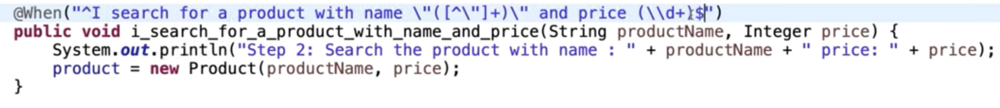 @When("^I search for a product with name \"([^\"]+)\" and price (\\d+)$")
public void i_search_for_a_product_with_name_and_price(String productName, Integer price) {
    System.out.println("Step 2: Search the product with name : " + productName + " price: " + price);
    product = new Product(productName, price);
}